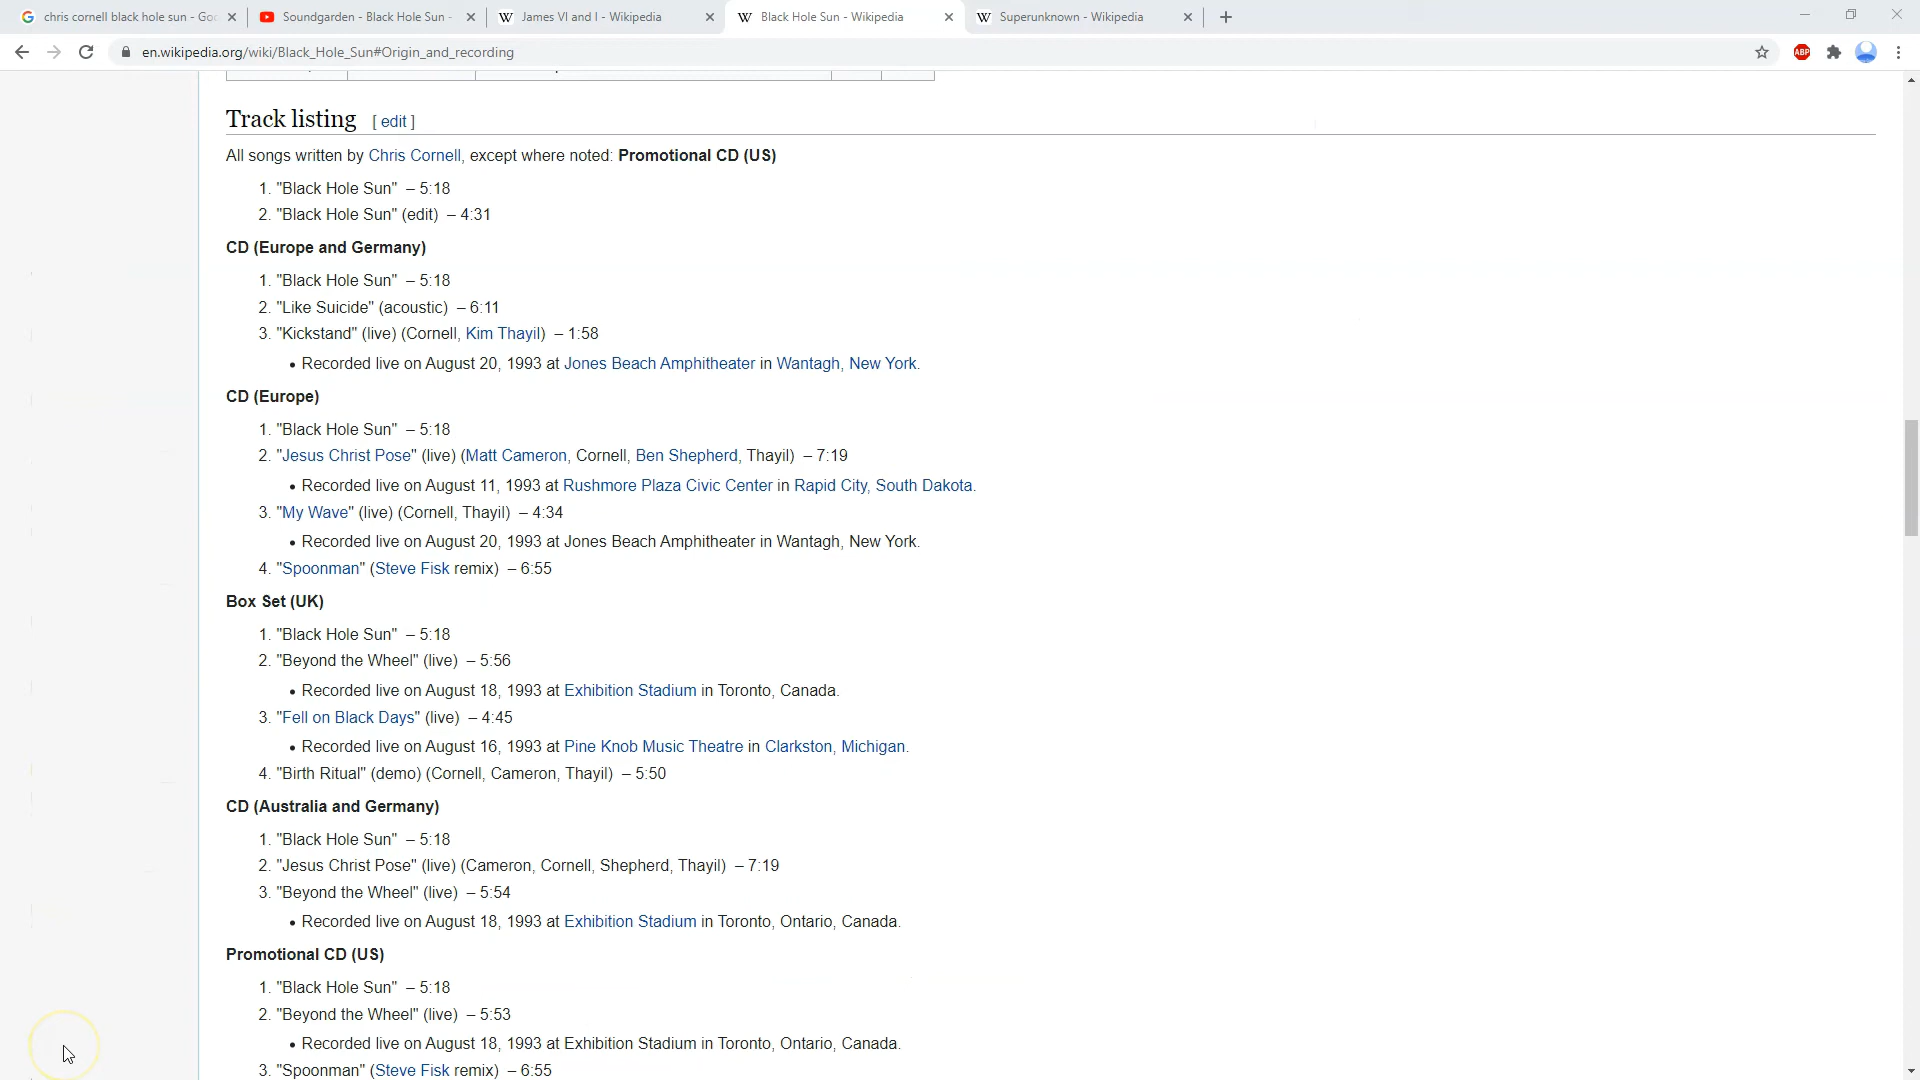 chris cornell black hole sun - Goo
Soundgarden - Black Hole Sun -
James VI and I - Wikipedia
Black Hole Sun - Wikipedia
Superunknown - Wikipedia
en.wikipedia.org/wiki/Black_Hole_Sun#Origin_and_recording
ABP
Track listing [ edit ]
All songs written by Chris Cornell, except where noted: Promotional CD (US)
1. "Black Hole Sun" – 5:18
2. "Black Hole Sun" (edit) – 4:31
CD (Europe and Germany)
1. "Black Hole Sun" – 5:18
2. "Like Suicide" (acoustic) – 6:11
3. "Kickstand" (live) (Cornell, Kim Thayil) – 1:58
• Recorded live on August 20, 1993 at Jones Beach Amphitheater in Wantagh, New York.
CD (Europe)
1. "Black Hole Sun" – 5:18
2. "Jesus Christ Pose" (live) (Matt Cameron, Cornell, Ben Shepherd, Thayil) – 7:19
• Recorded live on August 11, 1993 at Rushmore Plaza Civic Center in Rapid City, South Dakota.
3. "My Wave" (live) (Cornell, Thayil) – 4:34
• Recorded live on August 20, 1993 at Jones Beach Amphitheater in Wantagh, New York.
4. "Spoonman" (Steve Fisk remix) – 6:55
Box Set (UK)
1. "Black Hole Sun" – 5:18
2. "Beyond the Wheel" (live) – 5:56
• Recorded live on August 18, 1993 at Exhibition Stadium in Toronto, Canada.
3. "Fell on Black Days" (live) – 4:45
• Recorded live on August 16, 1993 at Pine Knob Music Theatre in Clarkston, Michigan.
4. "Birth Ritual" (demo) (Cornell, Cameron, Thayil) – 5:50
CD (Australia and Germany)
1. "Black Hole Sun" – 5:18
2. "Jesus Christ Pose" (live) (Cameron, Cornell, Shepherd, Thayil) – 7:19
3. "Beyond the Wheel" (live) – 5:54
• Recorded live on August 18, 1993 at Exhibition Stadium in Toronto, Ontario, Canada.
Promotional CD (US)
1. "Black Hole Sun" – 5:18
2. "Beyond the Wheel" (live) – 5:53
• Recorded live on August 18, 1993 at Exhibition Stadium in Toronto, Ontario, Canada.
3. "Spoonman" (Steve Fisk remix) – 6:55